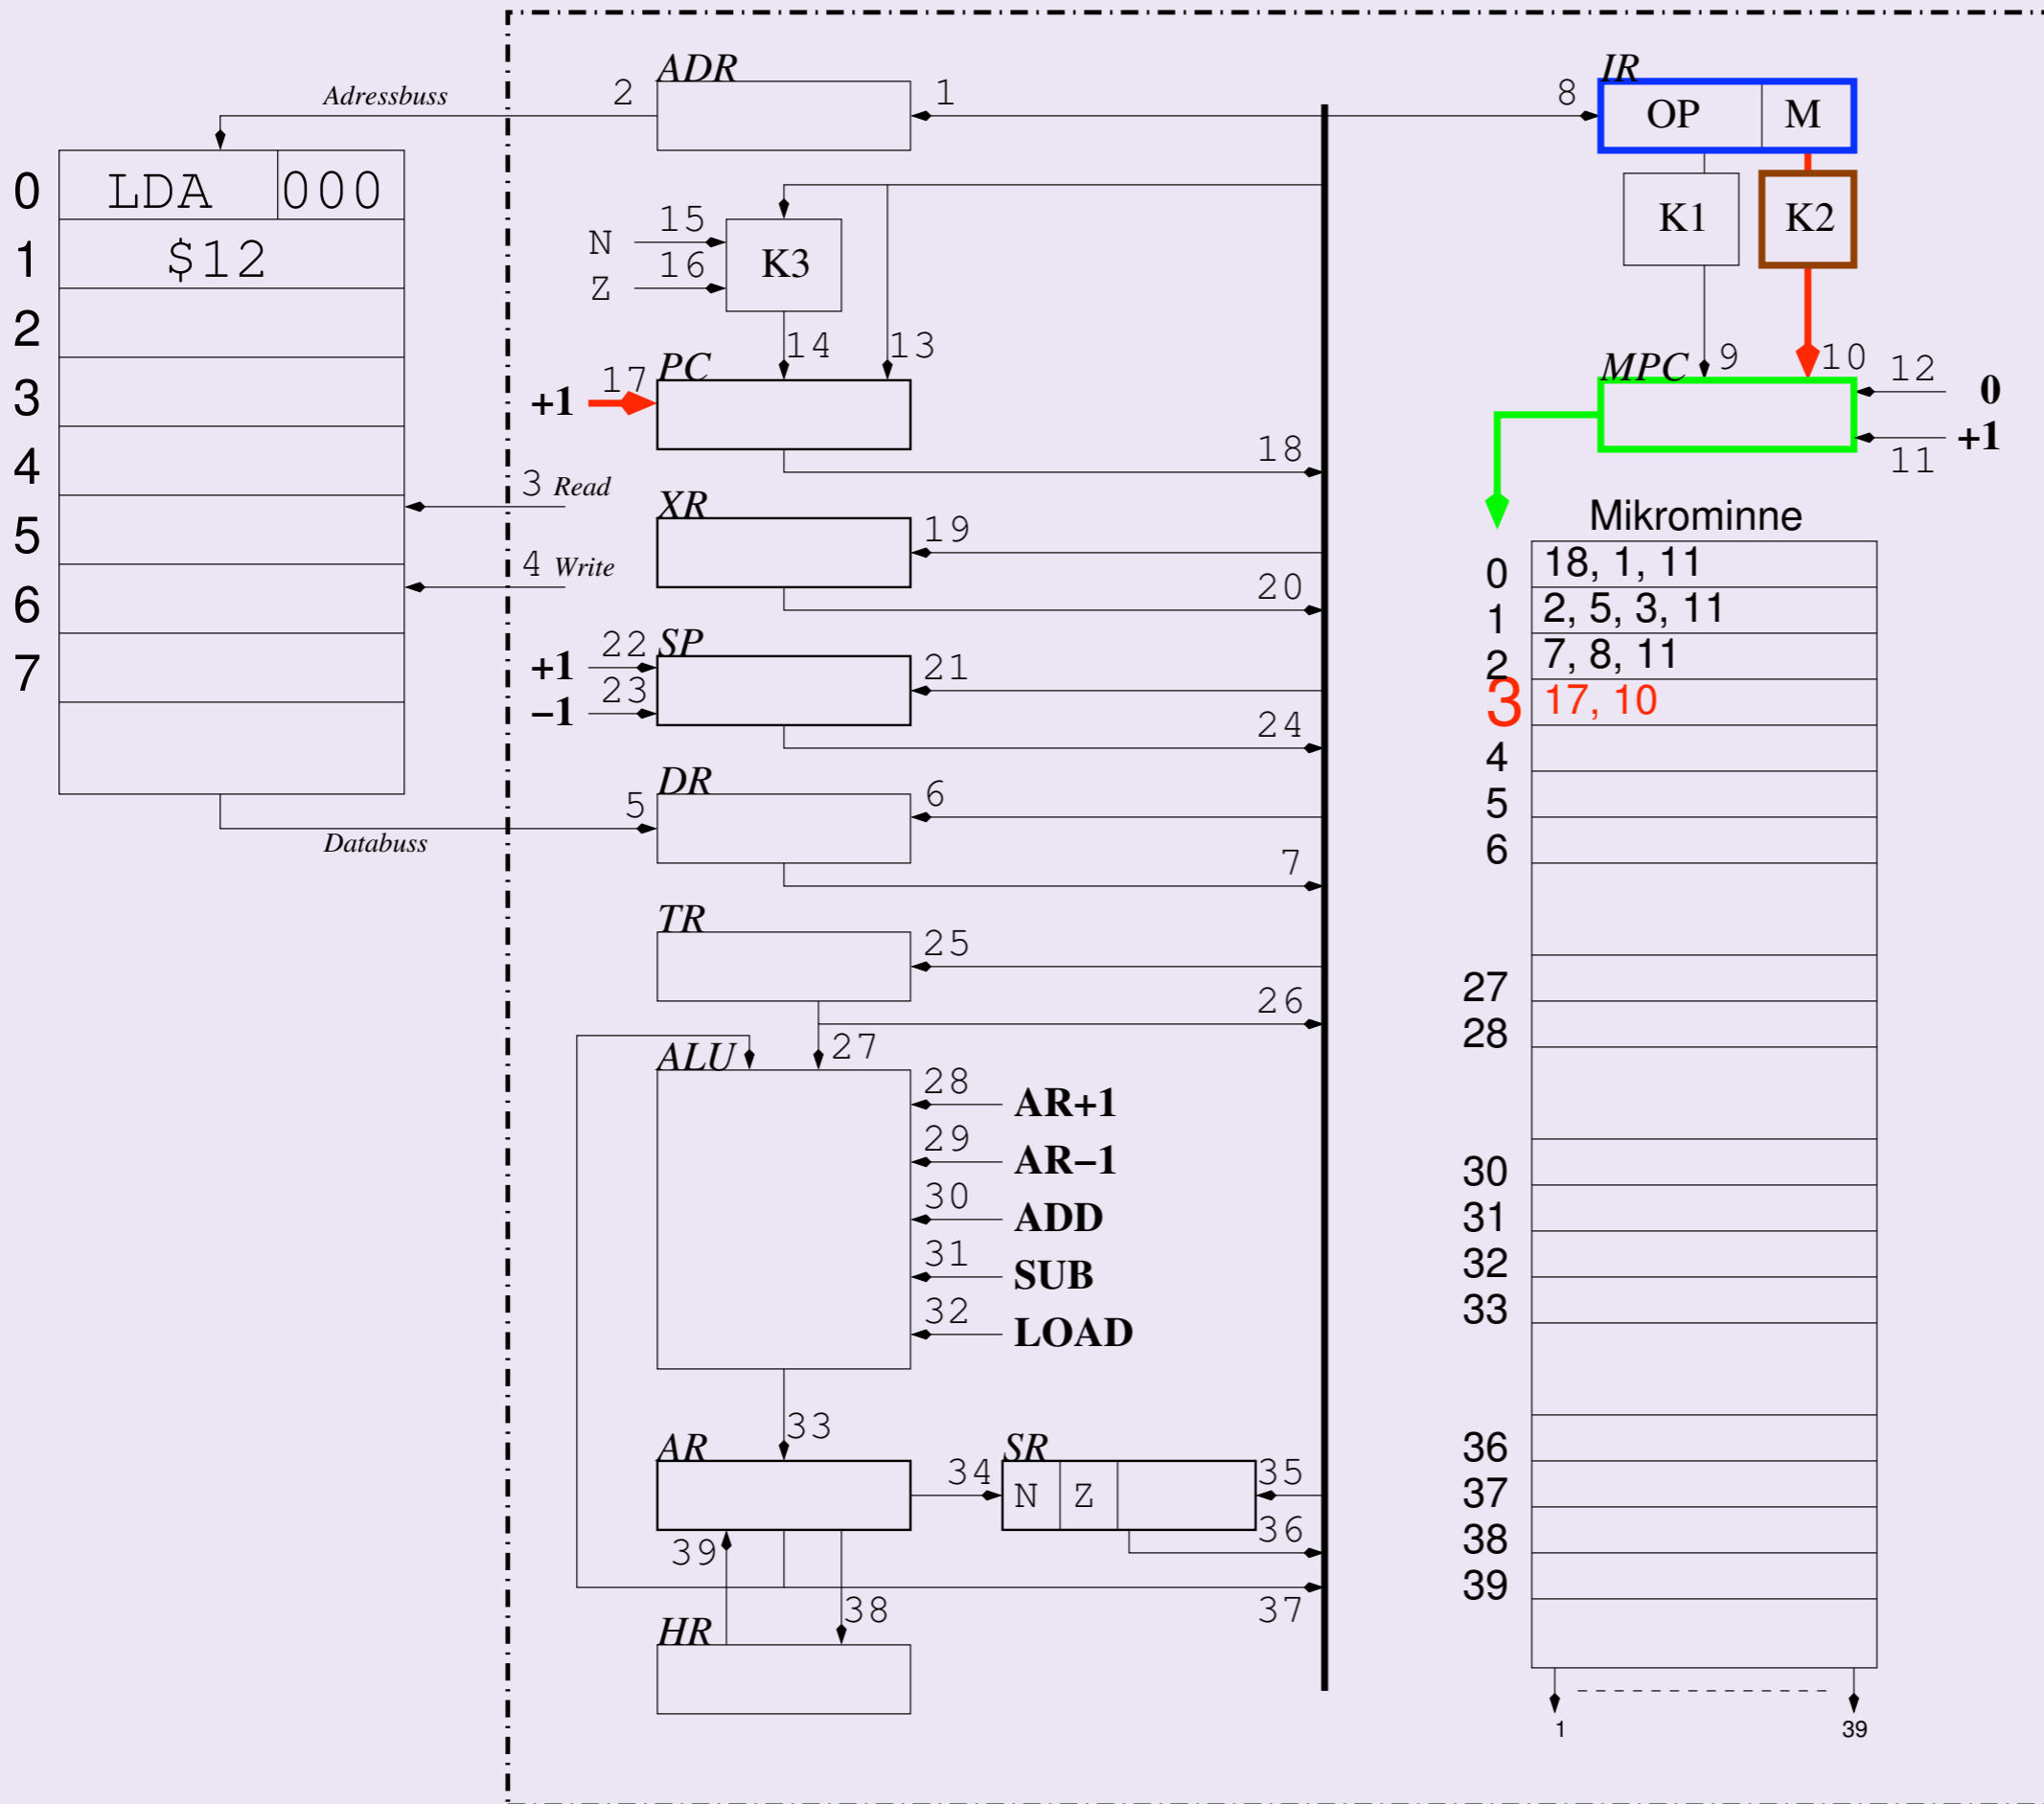 ADR
IR
Adressbuss
2
1
8
OP M
0 LDA 000
1 $12
2
3
4
5
6
7
N 15
Z 16
K3
K1 K2
14 13
PC
+1 17
18
MPC
9 10
12 0
11 +1
3 Read
4 Write
XR
19
20
SP
+1 22
-1 23
21
24
DR
5
6
7
Databuss
TR
25
26
27
ALU
28 AR+1
29 AR-1
30 ADD
31 SUB
32 LOAD
33
AR
34
SR
N Z
35
36
37
38
39
HR
Mikrominne
0 18, 1, 11
1 2, 5, 3, 11
2 7, 8, 11
3 17, 10
4
5
6
27
28
30
31
32
33
36
37
38
39
1 39